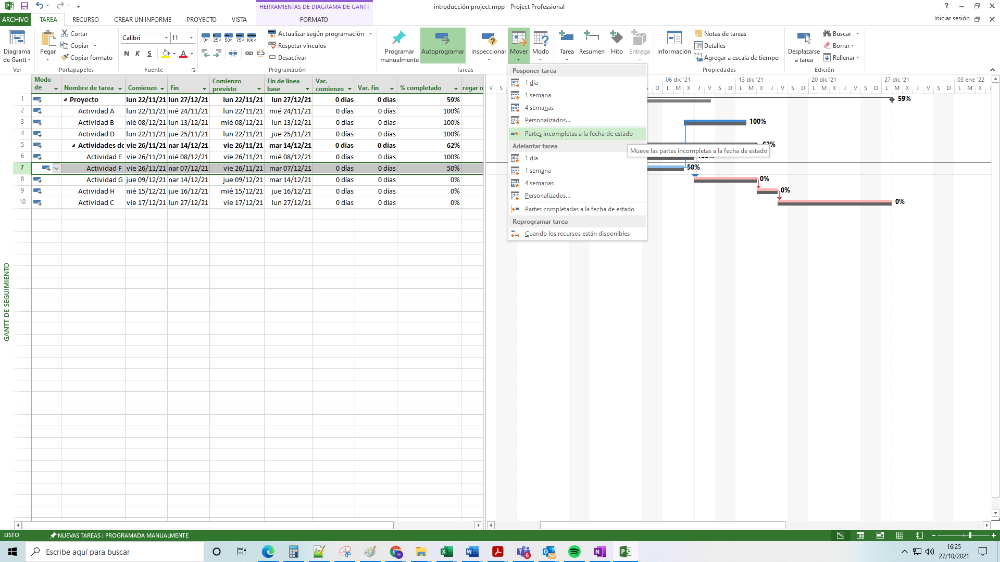 HERRAMIENTAS DE DIAGRAMA DE GANTT
introducción project.mpp - Project Professional
ARCHIVO TAREA RECURSO CREAR UN INFORME PROYECTO VISTA FORMATO
Iniciar sesión
Diagrama de Gantt
Pegar
Cortar
Copiar
Copiar formato
Calibri 11
N K S
0% 25% 50% 75% 100%
Actualizar según programación
Respetar vínculos
Desactivar
Programar manualmente
Autoprogramar
Inspeccionar
Mover
Modo
Tarea
Resumen
Hito
Entrega
Información
Notas de tareas
Detalles
Agregar a escala de tiempo
Desplazarse a tarea
Buscar
Borrar
Rellenar
Ver Portapapeles Fuente Programación Tareas Propiedades Edición
Modo de Nombre de tarea Comienzo Fin Comienzo previsto Fin de línea base Var. comienzo Var. fin % completado regar n
1 Proyecto lun 22/11/21 lun 27/12/21 lun 22/11/21 lun 27/12/21 0 días 0 días 59%
2 Actividad A lun 22/11/21 nié 24/11/21 lun 22/11/21 mié 24/11/21 0 días 0 días 100%
3 Actividad B nié 08/12/21 lun 13/12/21 mié 08/12/21 lun 13/12/21 0 días 0 días 100%
4 Actividad D lun 22/11/21 jue 25/11/21 lun 22/11/21 jue 25/11/21 0 días 0 días 100%
5 Actividades de vie 26/11/21 nar 14/12/21 vie 26/11/21 mar 14/12/21 0 días 0 días 62%
6 Actividad E vie 26/11/21 nié 08/12/21 vie 26/11/21 mié 08/12/21 0 días 0 días 100%
7 Actividad F vie 26/11/21 nar 07/12/21 vie 26/11/21 mar 07/12/21 0 días 0 días 50%
8 Actividad G jue 09/12/21 nar 14/12/21 jue 09/12/21 mar 14/12/21 0 días 0 días 0%
9 Actividad H nié 15/12/21 jue 16/12/21 mié 15/12/21 jue 16/12/21 0 días 0 días 0%
10 Actividad C vie 17/12/21 lun 27/12/21 vie 17/12/21 lun 27/12/21 0 días 0 días 0%
Posponer tarea
1 día
1 semana
4 semanas
Personalizados...
Partes incompletas a la fecha de estado
Adelantar tarea
1 día
1 semana
4 semanas
Personalizados...
Partes completadas a la fecha de estado
Reprogramar tarea
Cuando los recursos están disponibles
Mueve las partes incompletas a la fecha de estado
06 dic '21 13 dic '21 20 dic '21 27 dic '21 03 ene '22
V S D L M X J V S D L M X J V S D L M X J V S D L M X J V S D L M X J
59%
100%
62%
100%
50%
0%
0%
0%
GANTT DE SEGUIMIENTO
LISTO NUEVAS TAREAS : PROGRAMADA MANUALMENTE
Escribe aquí para buscar
6
16:25
27/10/2021